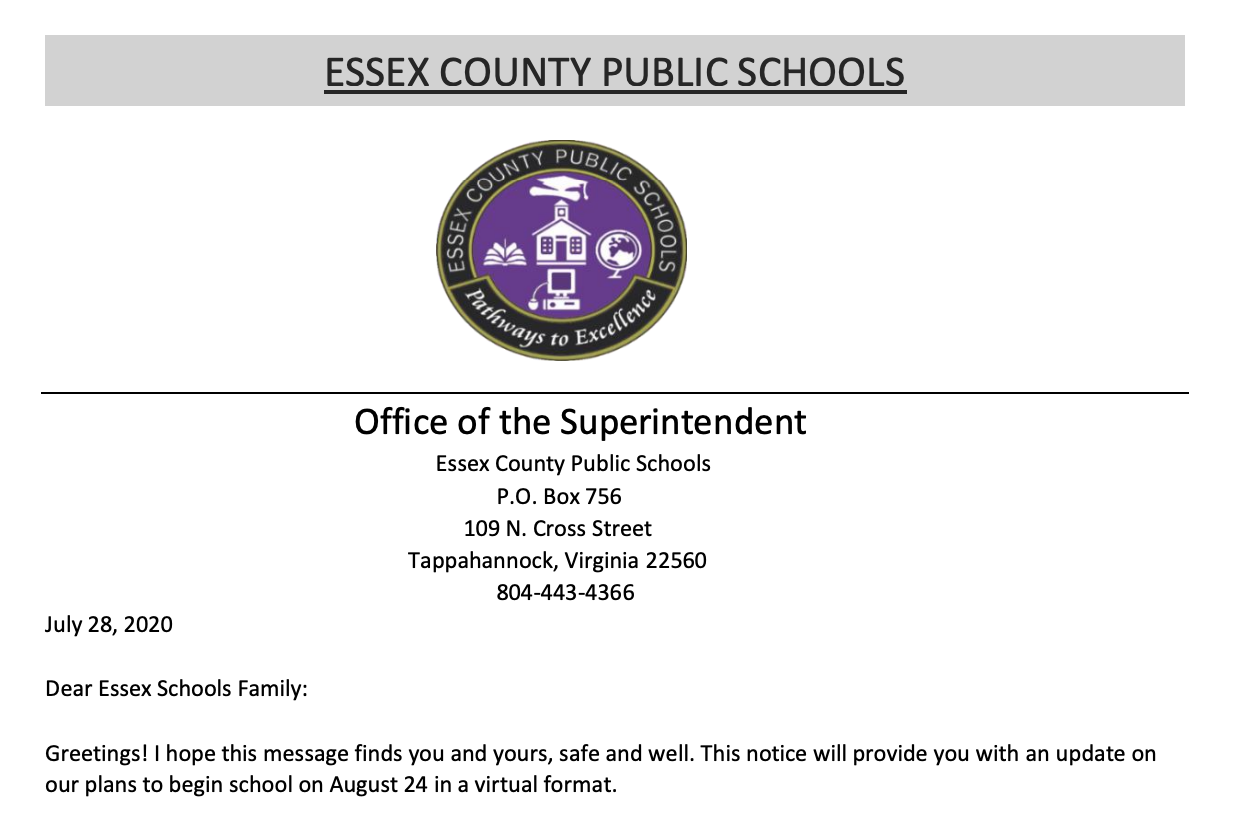 ESSEX COUNTY PUBLIC SCHOOLS
ESSEX COUNTY PUBLIC SCHOOLS
Pathways to Excellence
Office of the Superintendent
Essex County Public Schools
P.O. Box 756
109 N. Cross Street
Tappahannock, Virginia 22560
804-443-4366
July 28, 2020
Dear Essex Schools Family:
Greetings! I hope this message finds you and yours, safe and well. This notice will provide you with an update on
our plans to begin school on August 24 in a virtual format.